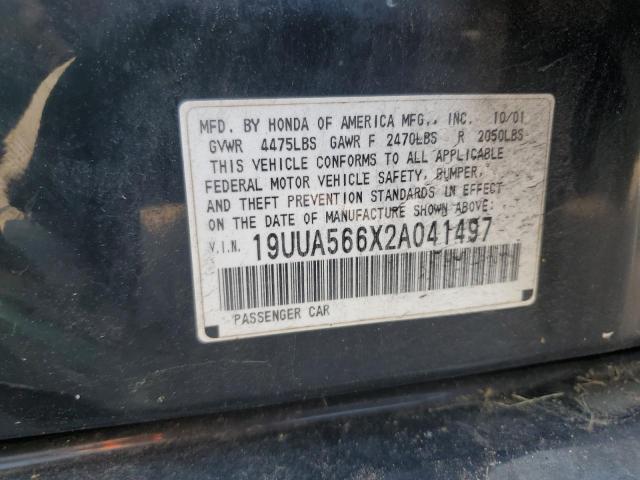 MFD. BY HONDA OF AMERICA MFG., INC. 10/01
GVWR 4475LBS GAWR F 2470LBS R 2050LBS
THIS VEHICLE CONFORMS TO ALL APPLICABLE
FEDERAL MOTOR VEHICLE SAFETY, BUMPER,
AND THEFT PREVENTION STANDARDS IN EFFECT
ON THE DATE OF MANUFACTURE SHOWN ABOVE:
V.I.N. 19UUA566X2A041497
PASSENGER CAR